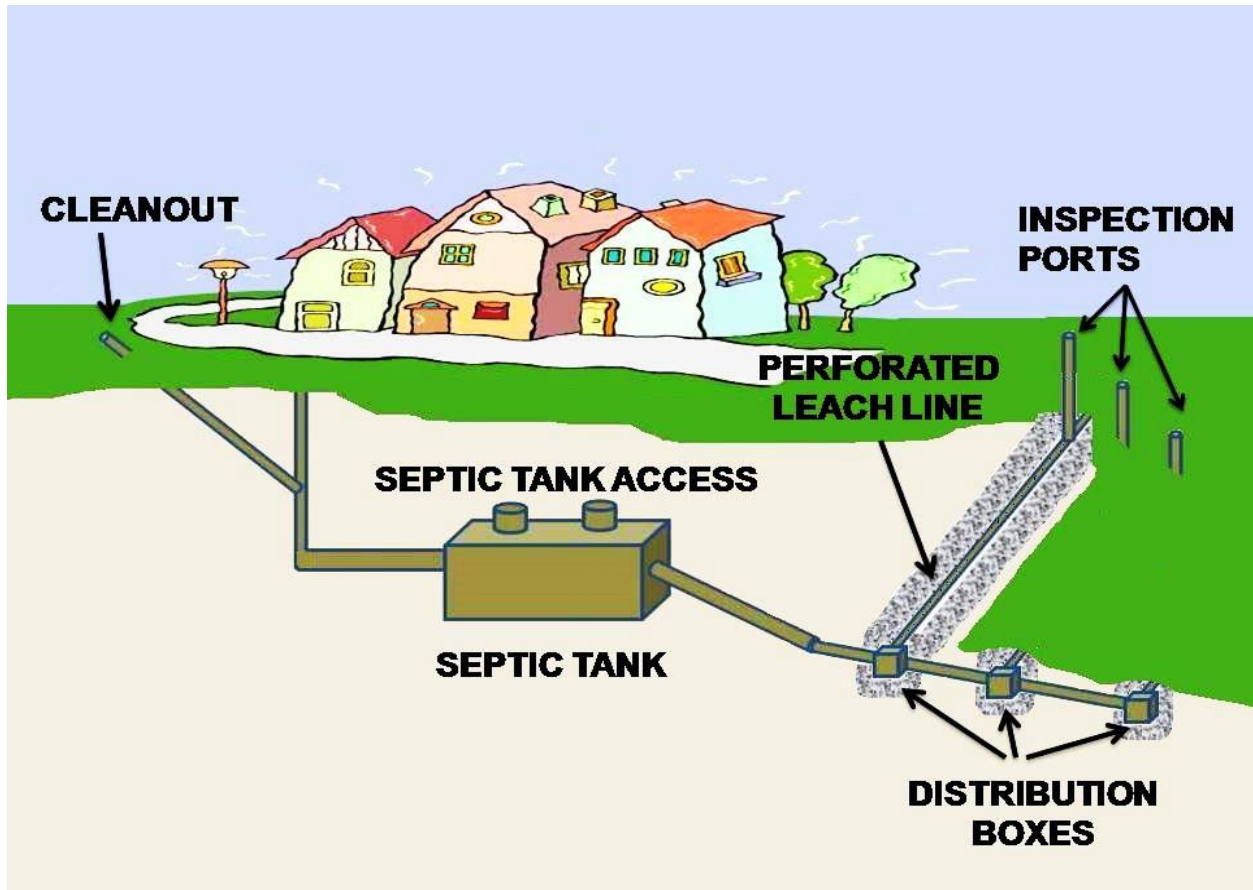 CLEANOUT
INSPECTION
PORTS
PERFORATED
LEACH LINE
SEPTIC TANK ACCESS
SEPTIC TANK
DISTRIBUTION
BOXES